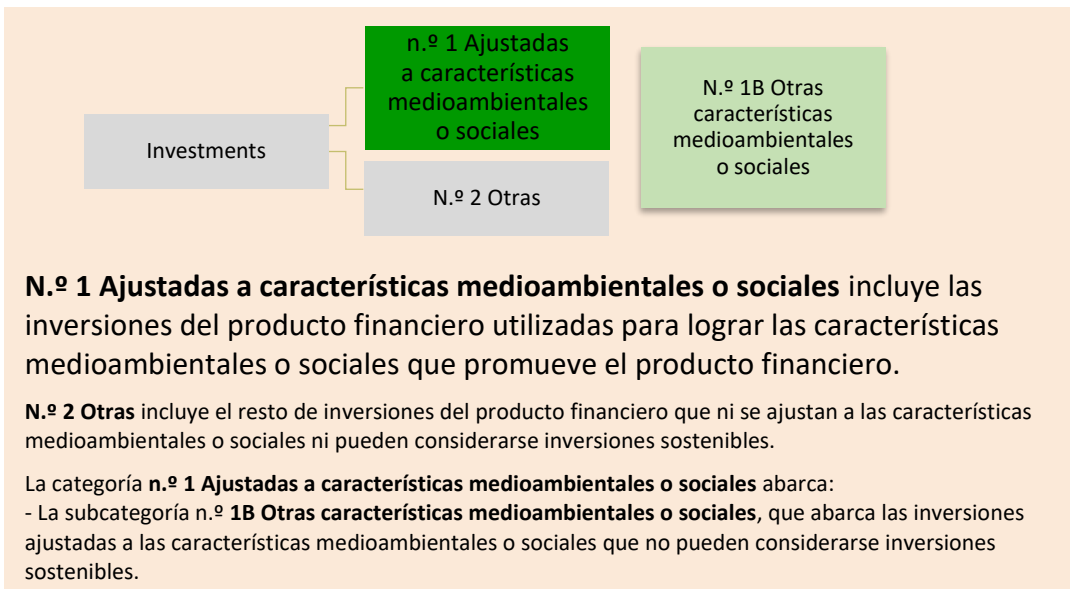 n.º 1 Ajustadas
a características
medioambientales
o sociales
N.º 1B Otras
características
medioambientales
o sociales
Investments
N.º 2 Otras
N.º 1 Ajustadas a características medioambientales o sociales incluye las
inversiones del producto financiero utilizadas para lograr las características
medioambientales o sociales que promueve el producto financiero.
N.º 2 Otras incluye el resto de inversiones del producto financiero que ni se ajustan a las características
medioambientales o sociales ni pueden considerarse inversiones sostenibles.
La categoría n.º 1 Ajustadas a características medioambientales o sociales abarca:
- La subcategoría n.º 1B Otras características medioambientales o sociales, que abarca las inversiones
ajustadas a las características medioambientales o sociales que no pueden considerarse inversiones
sostenibles.